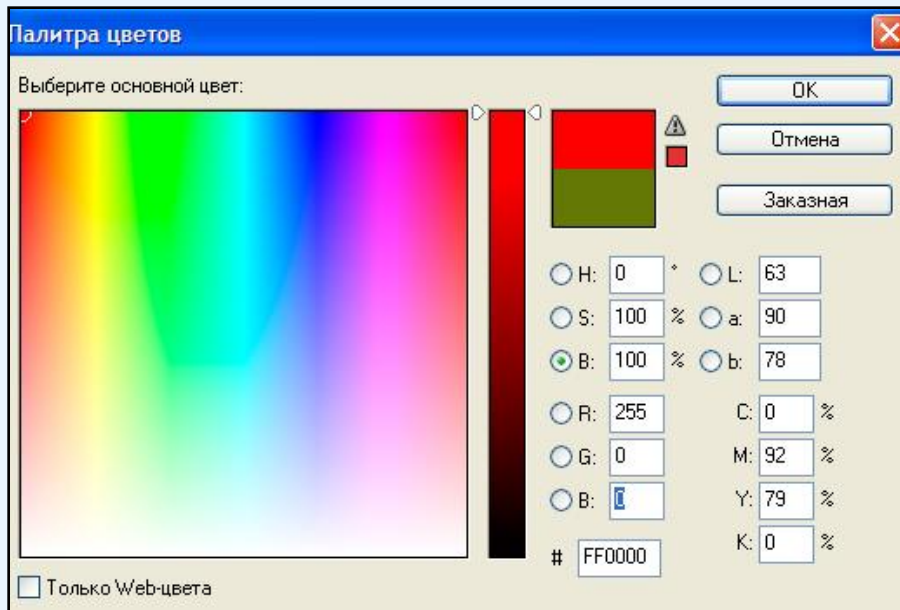 Палитра цветов
Выберите основной цвет:
OK
Отмена
Заказная
H: 0 ° L: 63
S: 100 % a: 90
B: 100 % b: 78
R: 255 C: 0 %
G: 0 M: 92 %
B: 0 Y: 79 %
# FF0000 K: 0 %
Только Web-цвета